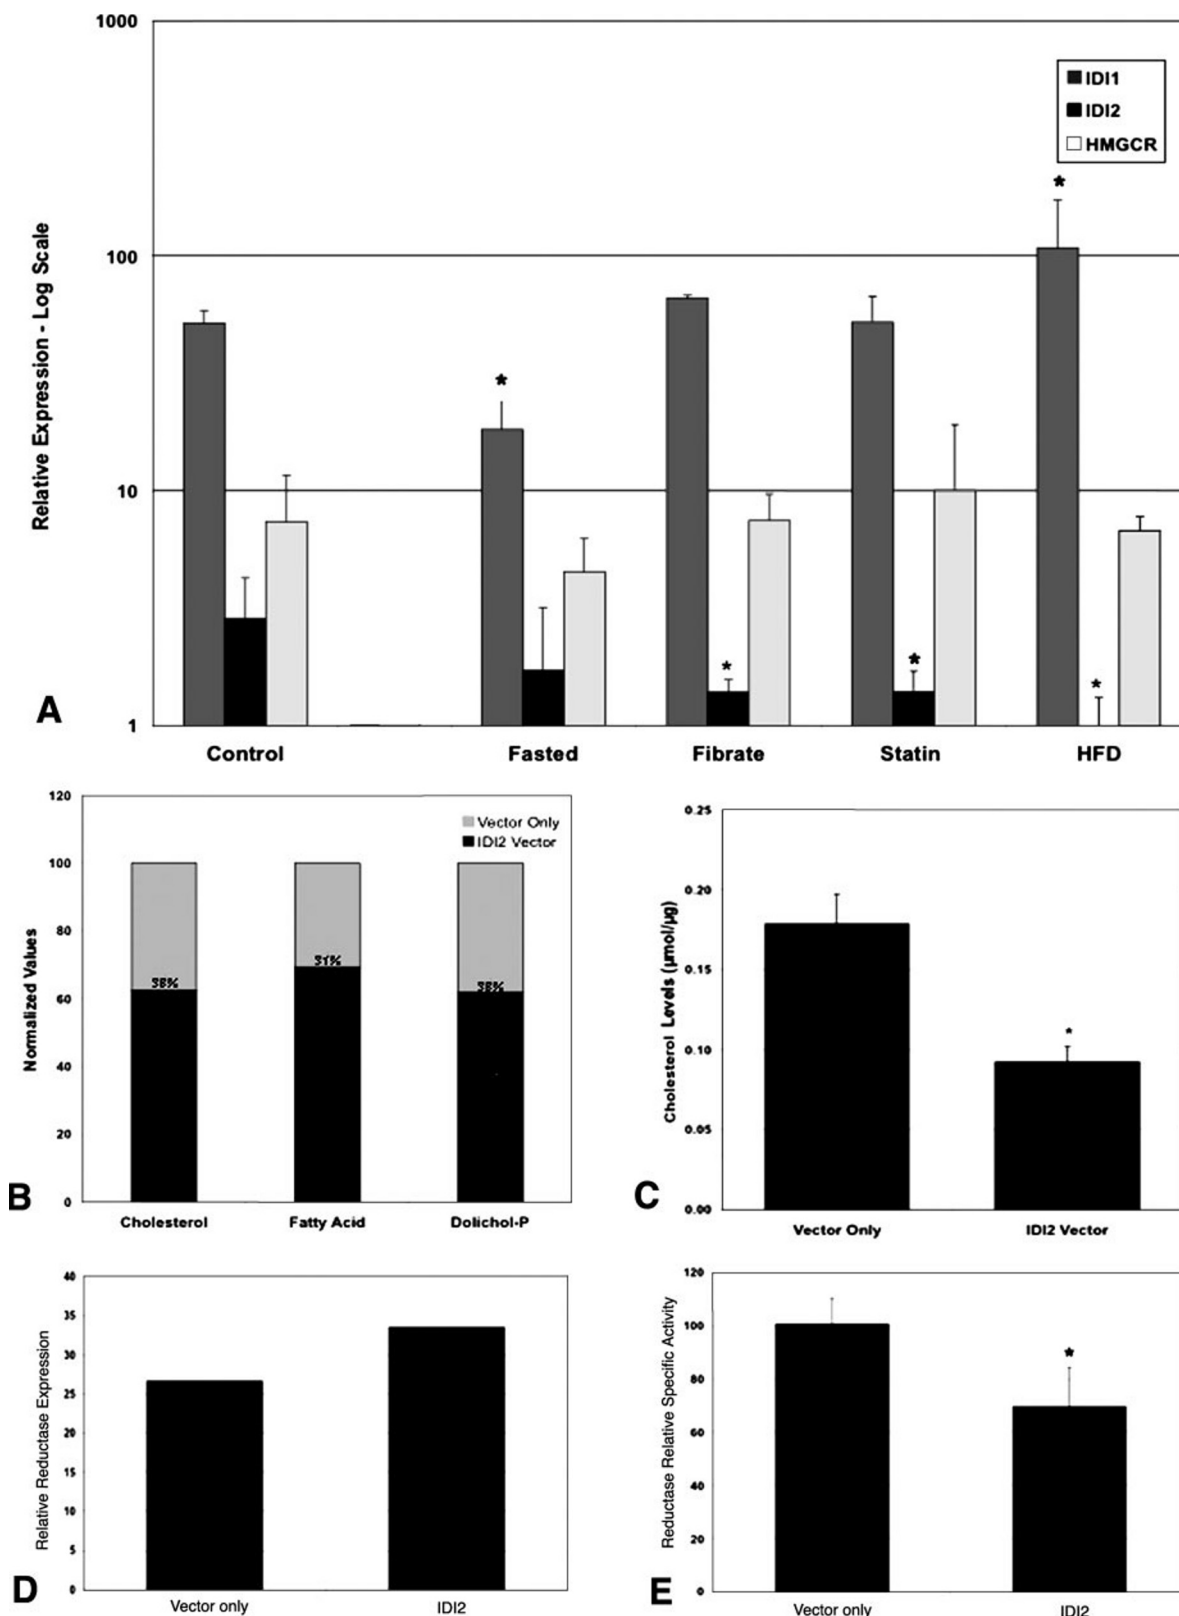 1000
IDI1
IDI2
HMGCR
*
Relative Expression - Log Scale
100
*
10
*
*
*
A
1
Control
Fasted
Fibrate
Statin
HFD
120
Vector Only
IDI2 Vector
100
80
60
40
20
0
38%
31%
38%
Normalized Values
B
Cholesterol
Fatty Acid
Dolichol-P
0.25
0.20
0.15
0.10
0.05
0.00
*
Cholesterol Levels (µmol/µg)
C
Vector Only
IDI2 Vector
40
35
30
25
20
15
10
5
0
Relative Reductase Expression
D
Vector only
IDI2
120
100
80
60
40
20
0
*
Reductase Relative Specific Activity
E
Vector only
IDI2